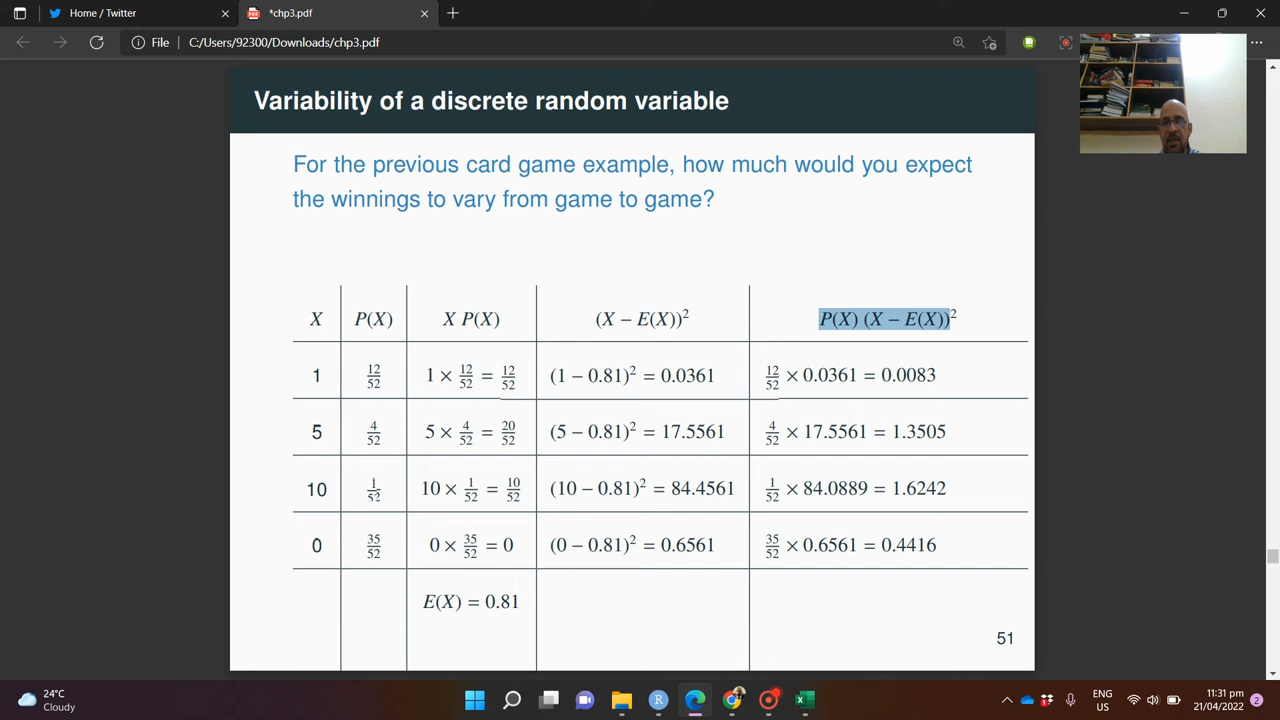 Home / Twitter
*chp3.pdf
File
C:/Users/92300/Downloads/chp3.pdf
Variability of a discrete random variable
For the previous card game example, how much would you expect
the winnings to vary from game to game?
X P(X) X P(X) (X − E(X))² P(X) (X − E(X))²
1 12/52 1 × 12/52 = 12/52 (1 − 0.81)² = 0.0361 12/52 × 0.0361 = 0.0083
5 4/52 5 × 4/52 = 20/52 (5 − 0.81)² = 17.5561 4/52 × 17.5561 = 1.3505
10 1/52 10 × 1/52 = 10/52 (10 − 0.81)² = 84.4561 1/52 × 84.0889 = 1.6242
0 35/52 0 × 35/52 = 0 (0 − 0.81)² = 0.6561 35/52 × 0.6561 = 0.4416
E(X) = 0.81
51
24°C
Cloudy
ENG
US
11:31 pm
21/04/2022
2